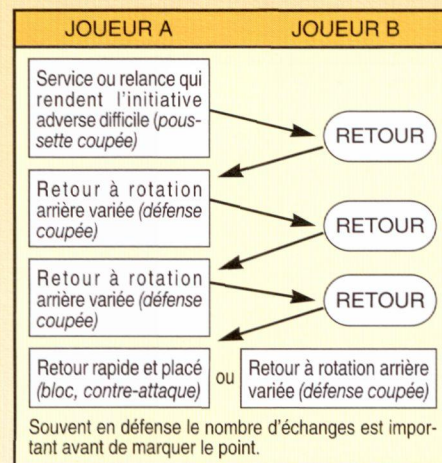 JOUEUR A
JOUEUR B
Service ou relance qui
rendent l'initiative
adverse difficile (pous-
sette coupée)
RETOUR
Retour à rotation
arrière variée (défense
coupée)
RETOUR
Retour à rotation
arrière variée (défense
coupée)
RETOUR
Retour rapide et placé
(bloc, contre-attaque)
ou
Retour à rotation arrière
variée (défense coupée)
Souvent en défense le nombre d'échanges est impor-
tant avant de marquer le point.